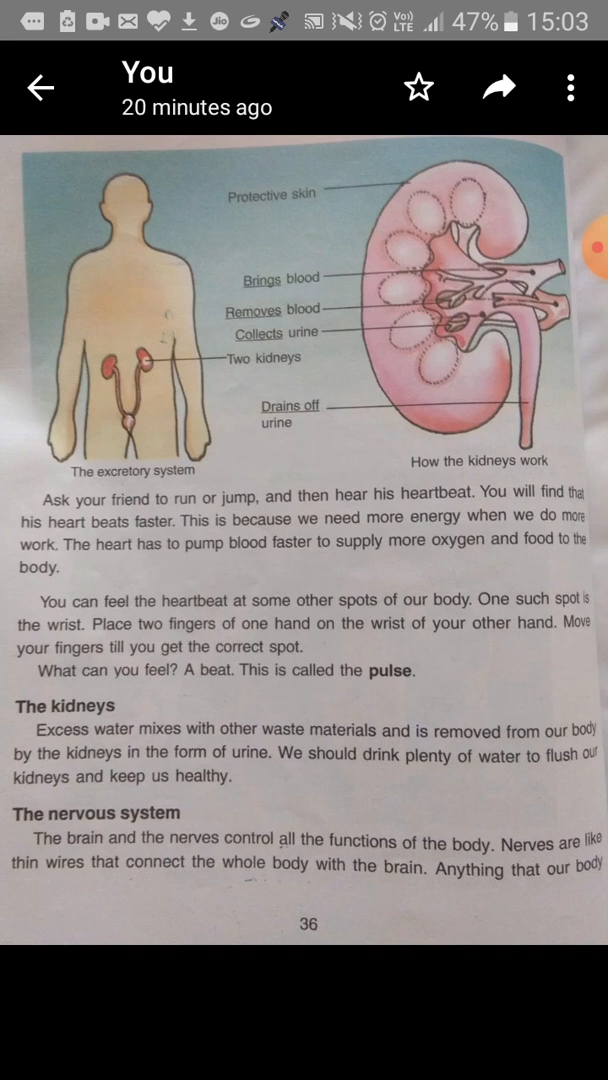 Jio
Vo)
LTE
47%
15:03
You
20 minutes ago
Protective skin
Brings blood
Removes blood
Collects urine
Two kidneys
Drains off
urine
The excretory system
How the kidneys work
Ask your friend to run or jump, and then hear his heartbeat. You will find that
his heart beats faster. This is because we need more energy when we do more
work. The heart has to pump blood faster to supply more oxygen and food to the
body.
You can feel the heartbeat at some other spots of our body. One such spot is
the wrist. Place two fingers of one hand on the wrist of your other hand. Move
your fingers till you get the correct spot.
What can you feel? A beat. This is called the pulse.
The kidneys
Excess water mixes with other waste materials and is removed from our body
by the kidneys in the form of urine. We should drink plenty of water to flush our
kidneys and keep us healthy.
The nervous system
The brain and the nerves control all the functions of the body. Nerves are like
thin wires that connect the whole body with the brain. Anything that our body
36